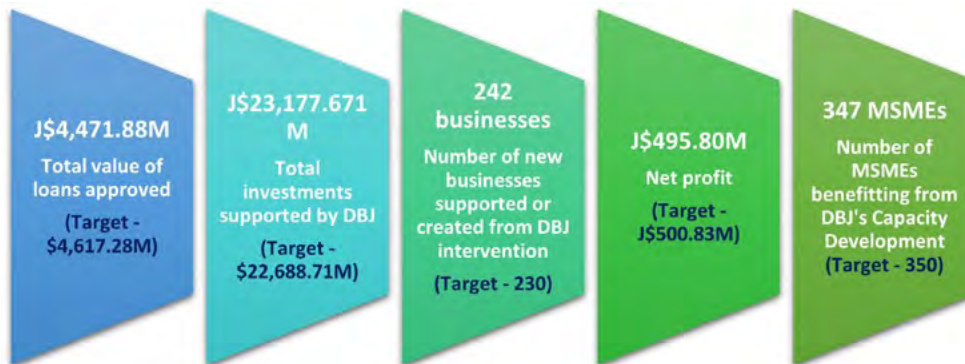 J$4,471.88M
Total value of
loans approved
(Target -
$4,617.28M)
J$23,177.671
M
Total
investments
supported by DBJ
(Target -
$22,688.71M)
242
businesses
Number of new
businesses
supported or
created from DBJ
intervention
(Target - 230)
J$495.80M
Net profit
(Target -
J$500.83M)
347 MSMEs
Number of
MSMEs
benefitting from
DBJ's Capacity
Development
(Target - 350)